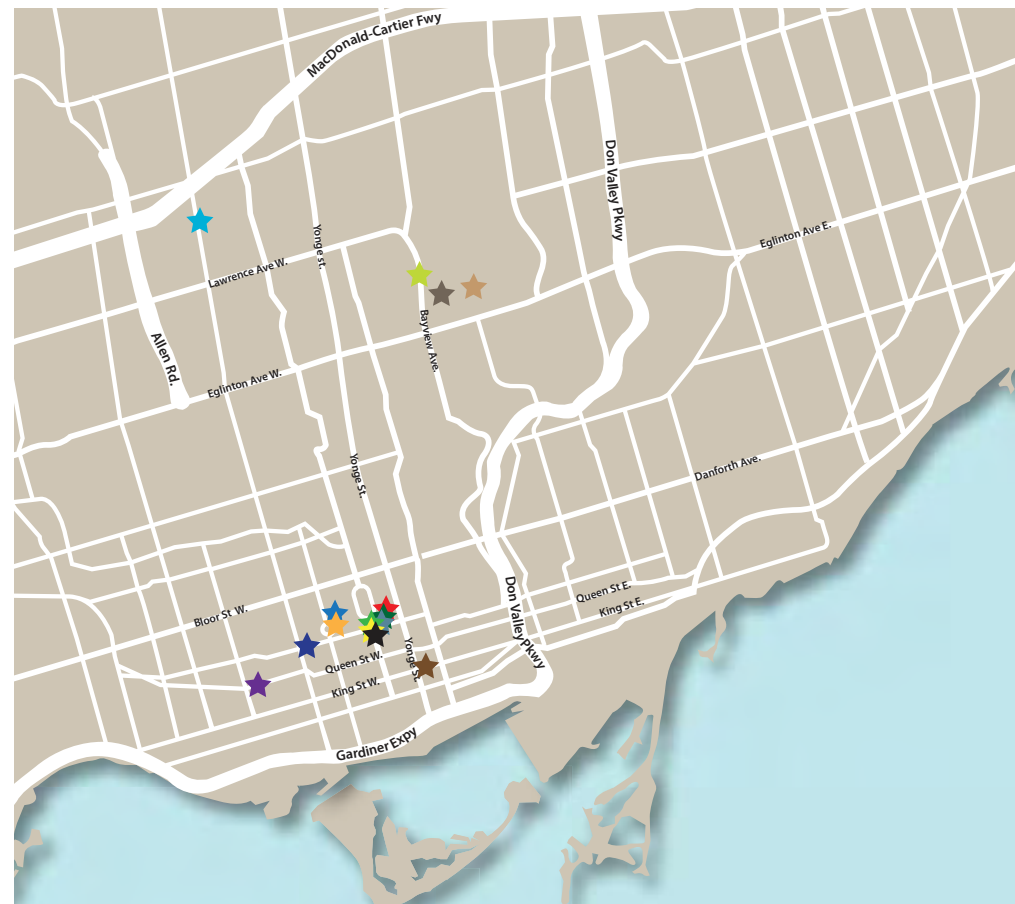 MacDonald-Cartier Fwy
Don Valley Pkwy
Yonge st.
Eglinton Ave E.
Lawrence Ave W.
Bayview Ave.
Allen Rd.
Eglinton Ave W.
Yonge St.
Danforth Ave.
Bloor St W.
Don Valley Pkwy
Queen St E.
King St E.
Yonge St.
Queen St W.
King St W.
Gardiner Expy